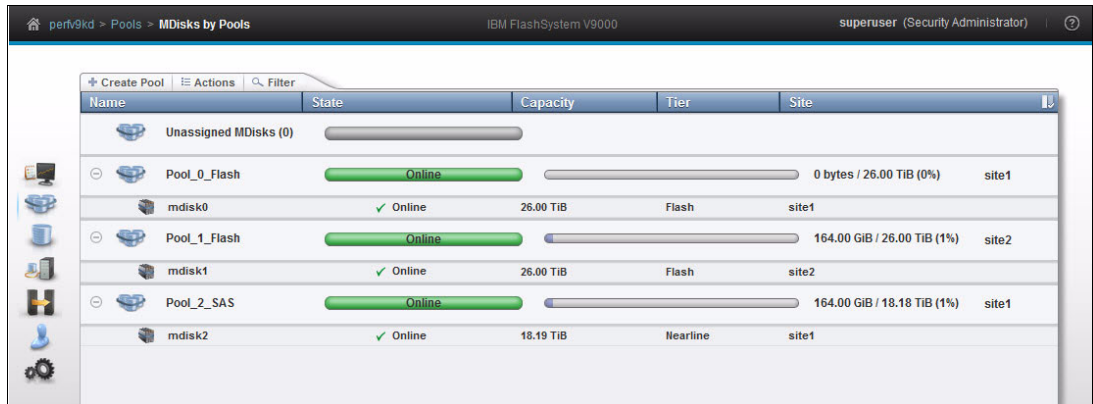 perfv9kd > Pools > MDisks by Pools IBM FlashSystem V9000 superuser (Security Administrator) ?
Create Pool Actions Filter
Name State Capacity Tier Site
Unassigned MDisks (0)
Pool_0_Flash Online 0 bytes / 26.00 TiB (0%) site1
mdisk0 Online 26.00 TiB Flash site1
Pool_1_Flash Online 164.00 GiB / 26.00 TiB (1%) site2
mdisk1 Online 26.00 TiB Flash site2
Pool_2_SAS Online 164.00 GiB / 18.18 TiB (1%) site1
mdisk2 Online 18.19 TiB Nearline site1